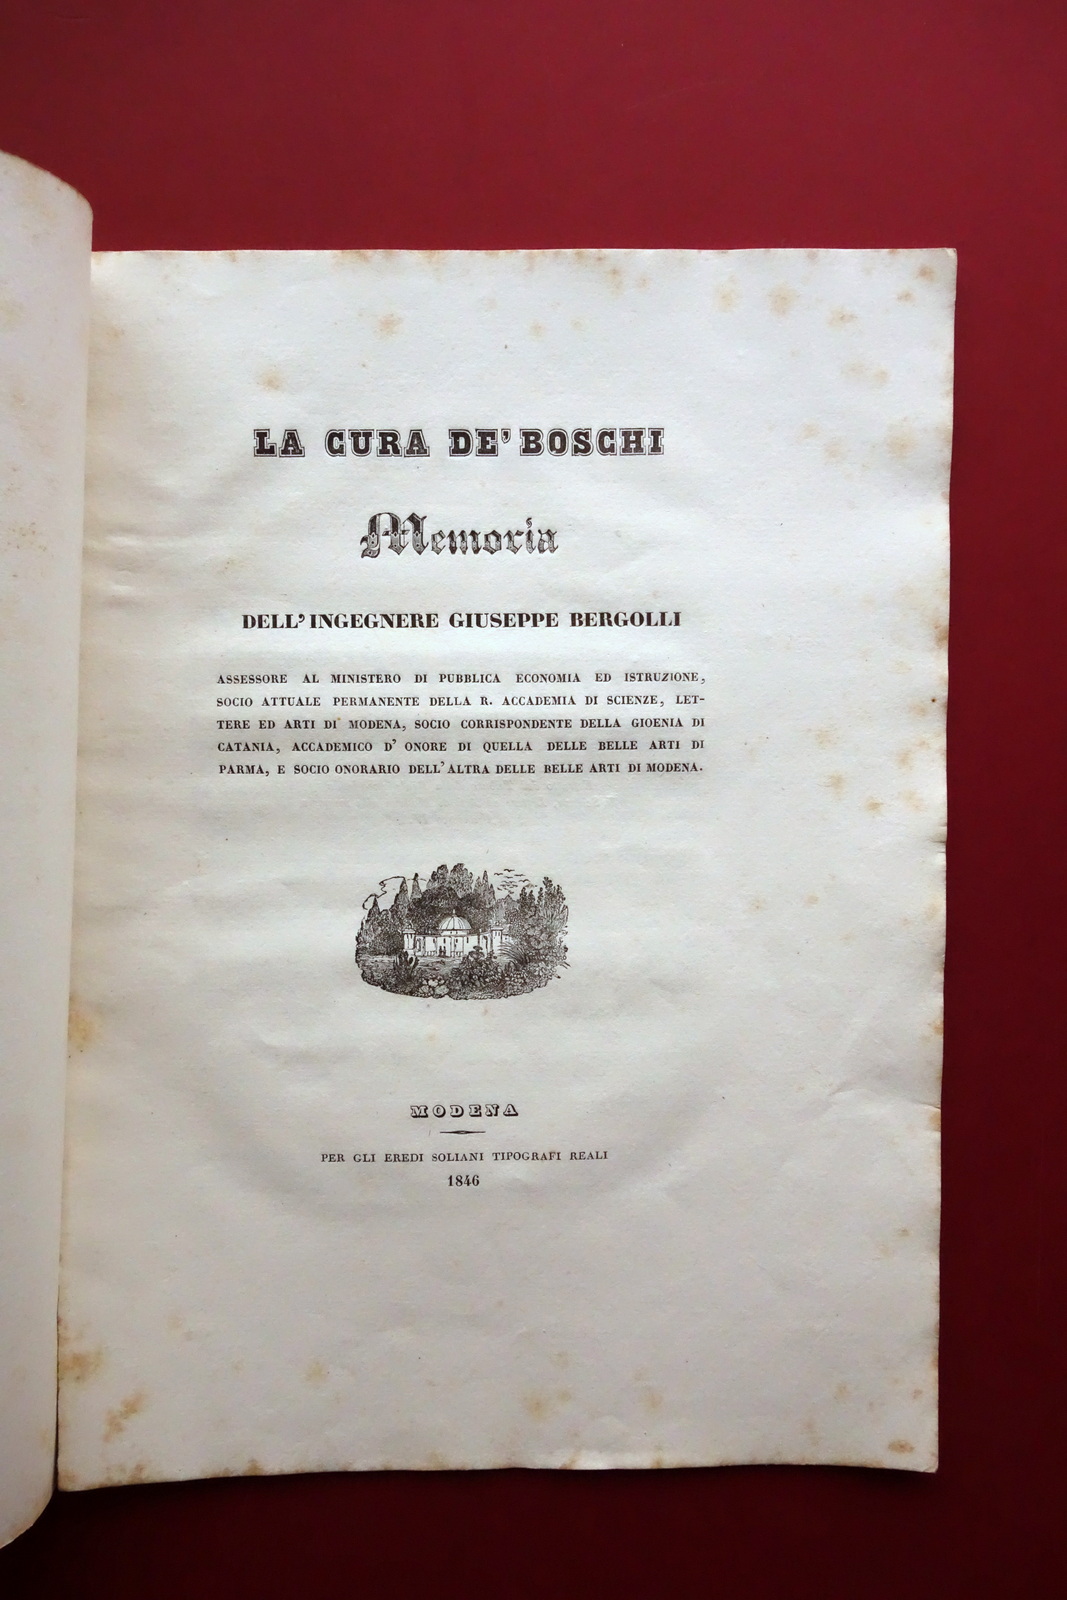 LA CURA DE' BOSCHI
Memoria
DELL' INGEGNERE GIUSEPPE BERGOLLI
ASSESSORE AL MINISTERO DI PUBBLICA ECONOMIA ED ISTRUZIONE,
SOCIO ATTUALE PERMANENTE DELLA R. ACCADEMIA DI SCIENZE, LET-
TERE ED ARTI DI MODENA, SOCIO CORRISPONDENTE DELLA GIOENIA DI
CATANIA, ACCADEMICO D' ONORE DI QUELLA DELLE BELLE ARTI DI
PARMA, E SOCIO ONORARIO DELL' ALTRA DELLE BELLE ARTI DI MODENA.
MODENA
PER GLI EREDI SOLIANI TIPOGRAFI REALI
1846